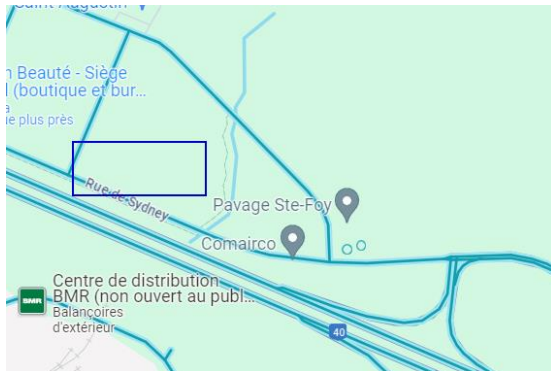 Saint-Augustin
n Beauté - Siège
l (boutique et bur...
a
ue plus près
Rue de Sydney
Pavage Ste-Foy
Comairco
Centre de distribution
BMR (non ouvert au publ...
Balançoires
d'extérieur
BMR
40